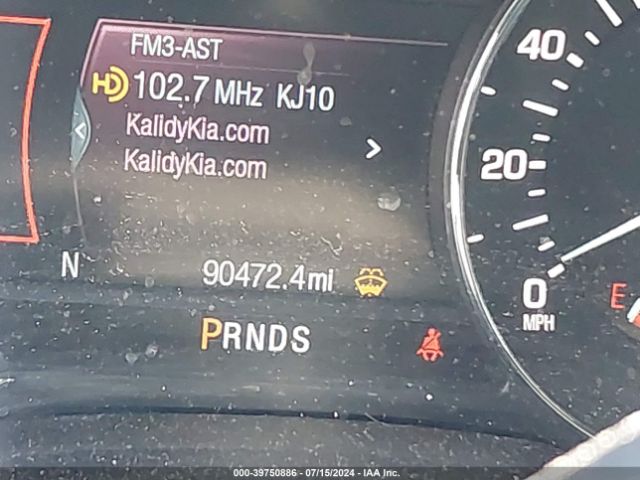 FM3-AST
HD 102.7 MHz KJ10
KalidyKia.com
KalidyKia.com
40
20
N
90472.4mi
0
MPH
E
PRNDS
000-39750886 - 07/15/2024 - IAA Inc.